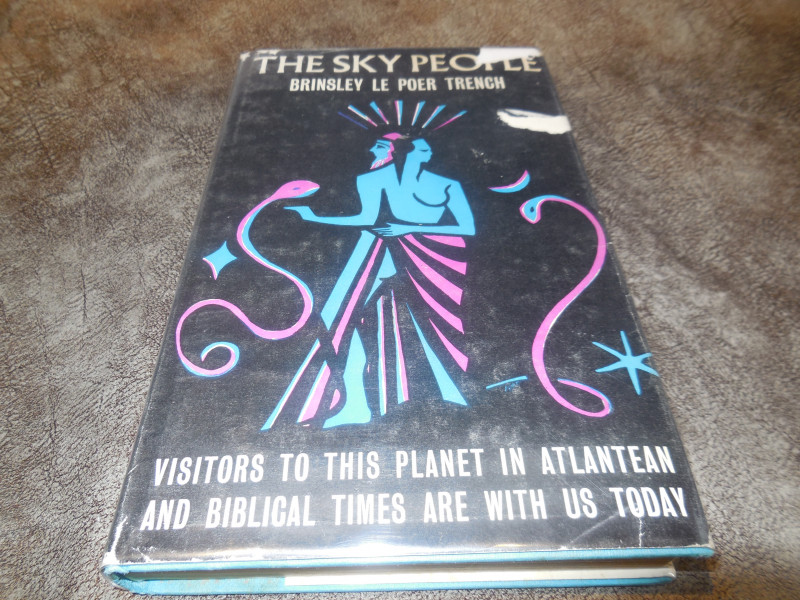 THE SKY PEOPLE
BRINSLEY LE POER TRENCH
VISITORS TO THIS PLANET IN ATLANTEAN
AND BIBLICAL TIMES ARE WITH US TODAY